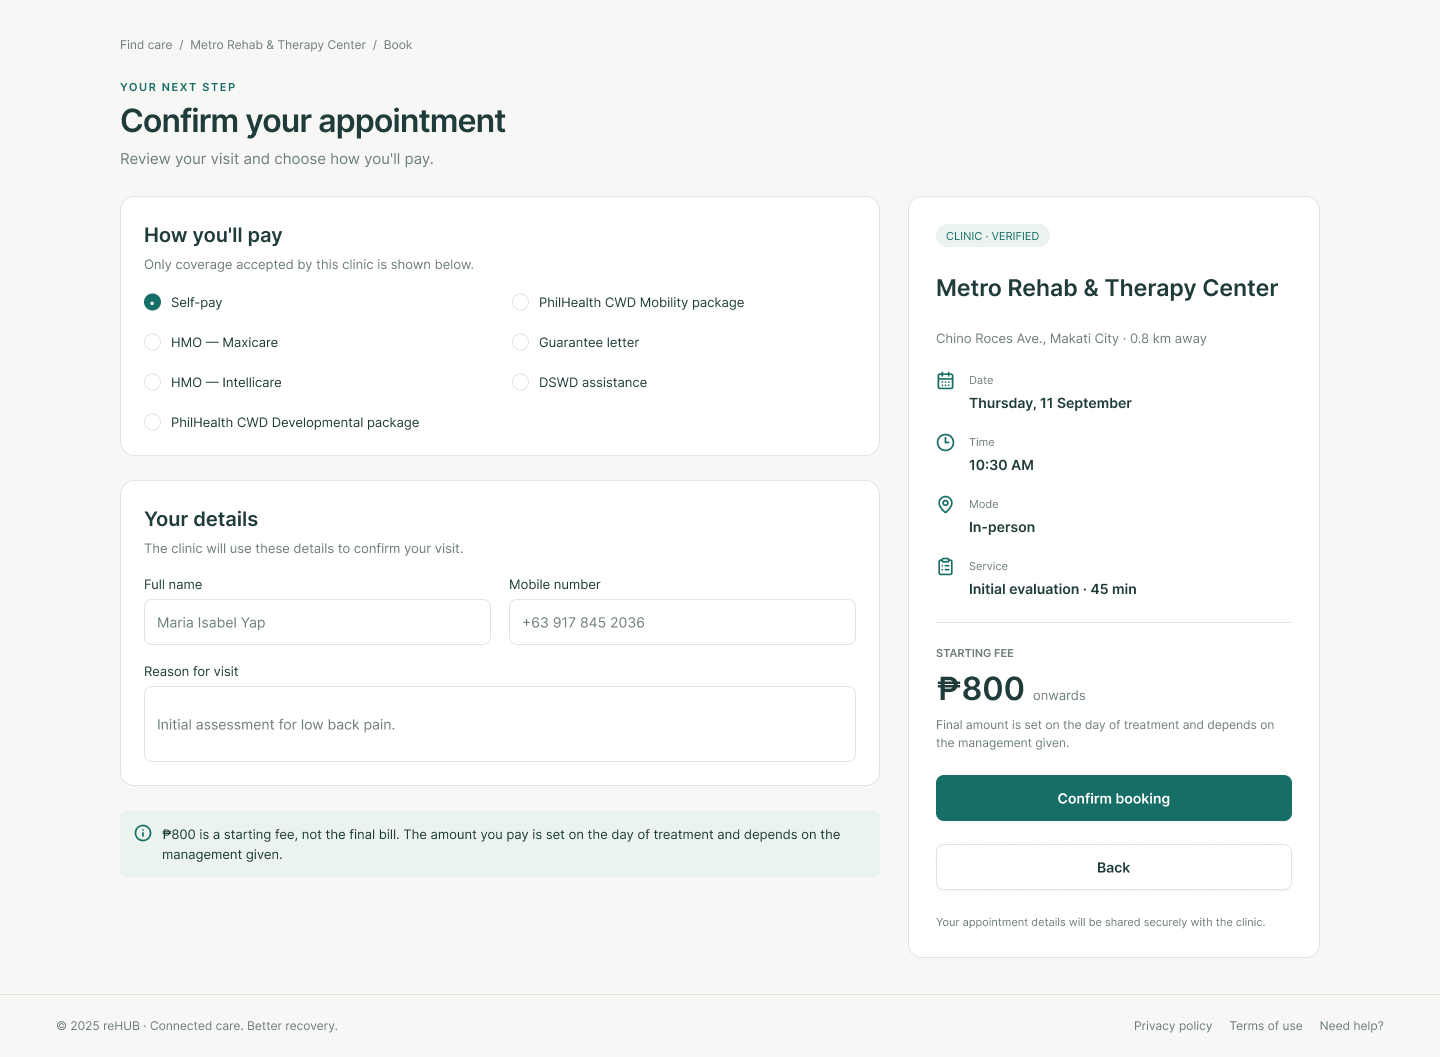 Find care / Metro Rehab & Therapy Center / Book
YOUR NEXT STEP
Confirm your appointment
Review your visit and choose how you'll pay.
How you'll pay
Only coverage accepted by this clinic is shown below.
Self-pay
PhilHealth CWD Mobility package
HMO — Maxicare
Guarantee letter
HMO — Intellicare
DSWD assistance
PhilHealth CWD Developmental package
Your details
The clinic will use these details to confirm your visit.
Full name
Mobile number
Maria Isabel Yap
+63 917 845 2036
Reason for visit
Initial assessment for low back pain.
₱800 is a starting fee, not the final bill. The amount you pay is set on the day of treatment and depends on the
management given.
CLINIC · VERIFIED
Metro Rehab & Therapy Center
Chino Roces Ave., Makati City · 0.8 km away
Date
Thursday, 11 September
Time
10:30 AM
Mode
In-person
Service
Initial evaluation · 45 min
STARTING FEE
₱800 onwards
Final amount is set on the day of treatment and depends on
the management given.
Confirm booking
Back
Your appointment details will be shared securely with the clinic.
© 2025 reHUB · Connected care. Better recovery.
Privacy policy Terms of use Need help?